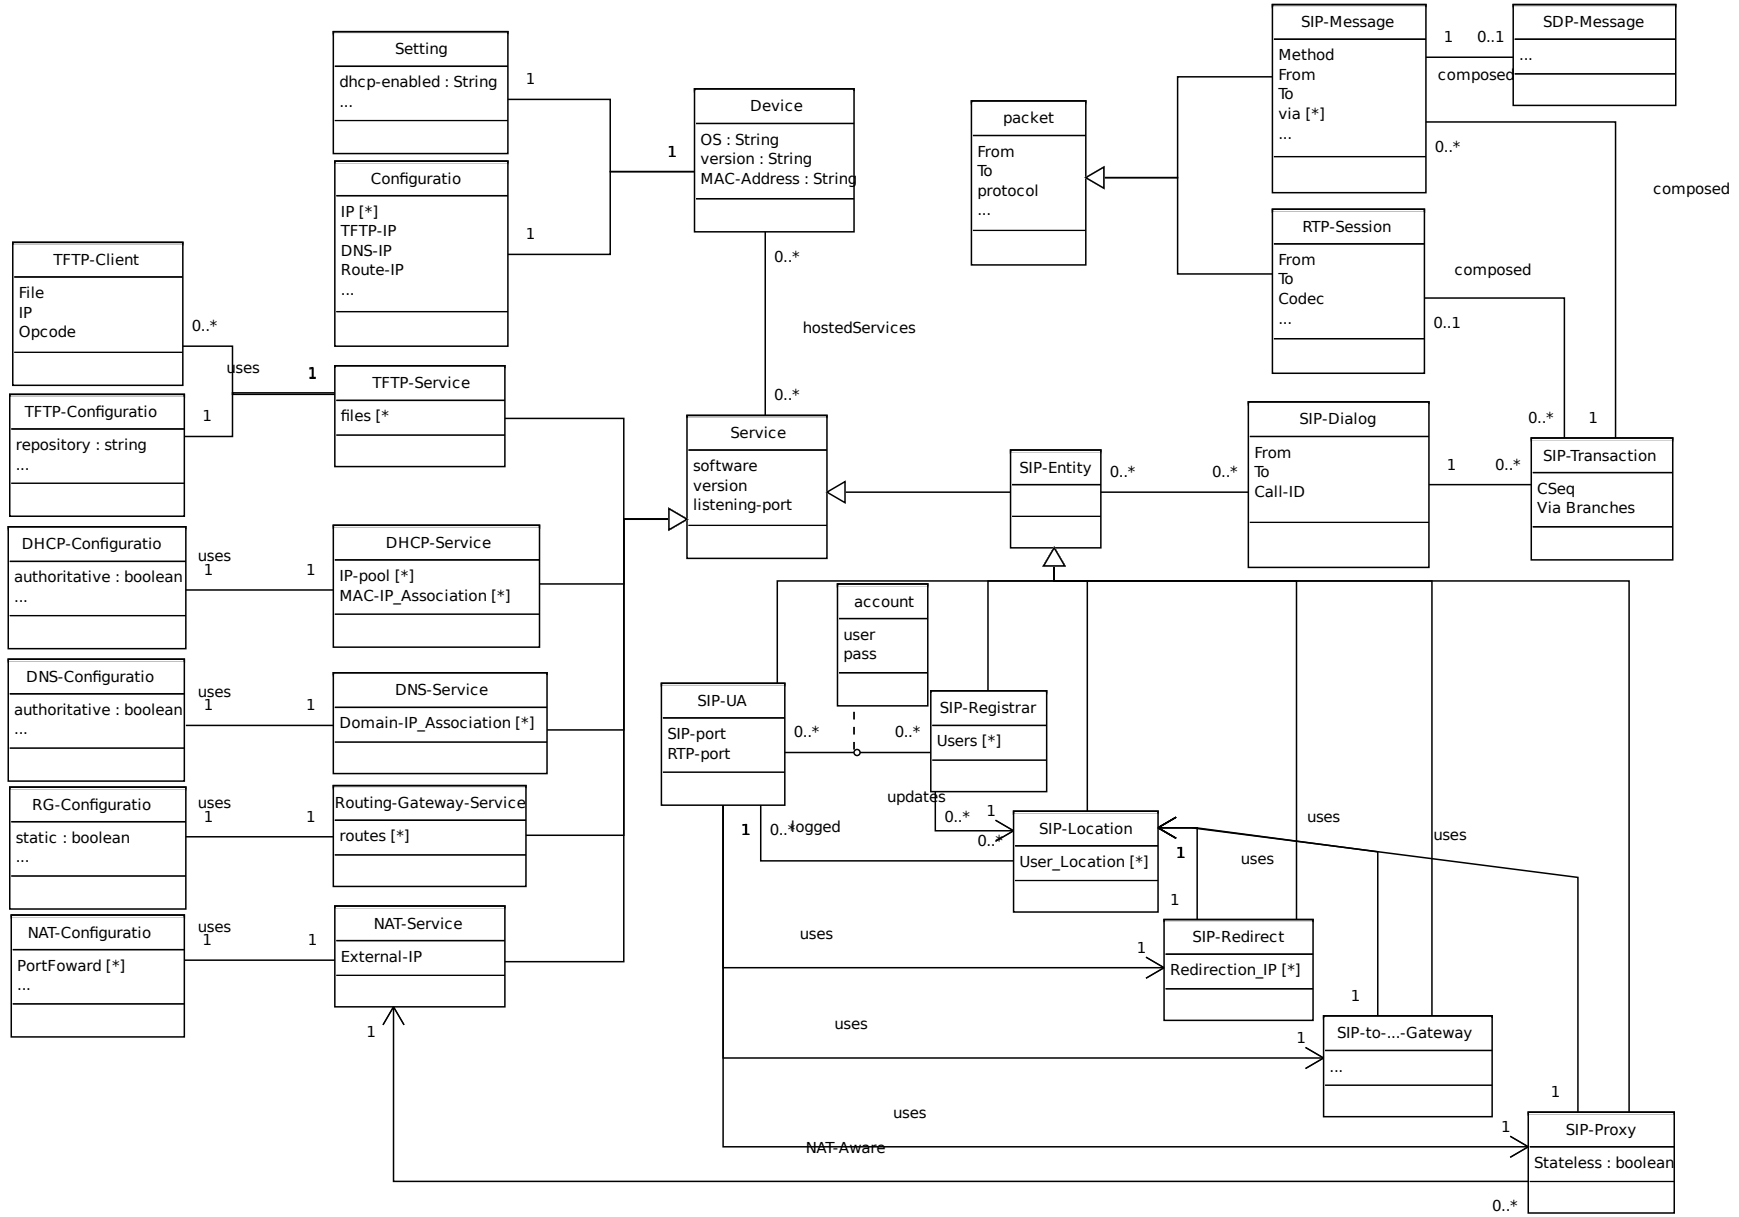 Setting
dhcp-enabled : String
...
1
Configuratio
IP [*]
TFTP-IP
DNS-IP
Route-IP
...
1
1
Device
OS : String
version : String
MAC-Address : String
0..*
hostedServices
0..*
packet
From
To
protocol
...
SIP-Message
Method
From
To
via [*]
...
1
0..1
composed
SDP-Message
...
0..*
composed
RTP-Session
From
To
Codec
...
composed
0..1
0..*
1
TFTP-Client
File
IP
Opcode
0..*
uses
1
TFTP-Configuratio
repository : string
...
1
TFTP-Service
files [*
DHCP-Configuratio
authoritative : boolean
...
uses
1
1
DHCP-Service
IP-pool [*]
MAC-IP_Association [*]
DNS-Configuratio
authoritative : boolean
...
uses
1
1
DNS-Service
Domain-IP_Association [*]
RG-Configuratio
static : boolean
...
uses
1
1
Routing-Gateway-Service
routes [*]
NAT-Configuratio
PortFoward [*]
...
uses
1
1
NAT-Service
External-IP
1
Service
software
version
listening-port
SIP-Entity
0..*
0..*
SIP-Dialog
From
To
Call-ID
1
0..*
SIP-Transaction
CSeq
Via Branches
account
user
pass
SIP-UA
SIP-port
RTP-port
0..*
0..*
SIP-Registrar
Users [*]
updates
0..*
1
1
0..*
logged
0..*
SIP-Location
User_Location [*]
1
uses
uses
uses
1
uses
1
SIP-Redirect
Redirection_IP [*]
uses
1
1
SIP-to-...-Gateway
...
uses
1
1
NAT-Aware
SIP-Proxy
Stateless : boolean
0..*